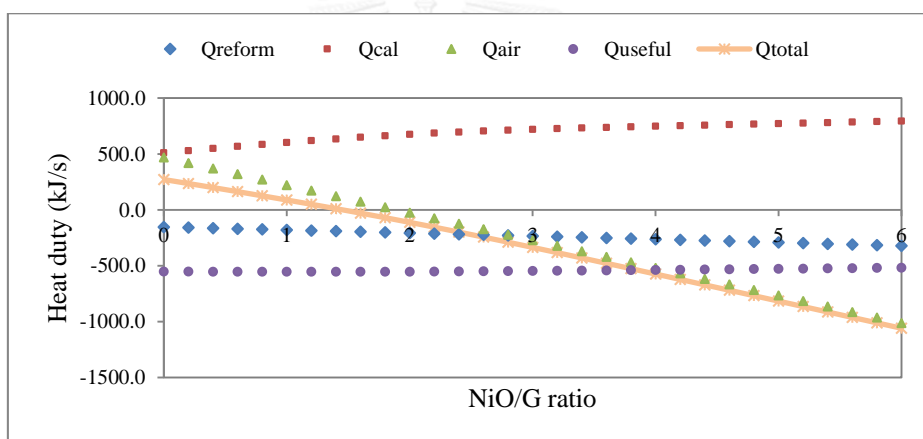 Qreform Qcal Qair Quseful Qtotal
1000.0
500.0
0.0
-500.0
-1000.0
-1500.0
0 1 2 3 4 5 6
Heat duty (kJ/s)
NiO/G ratio